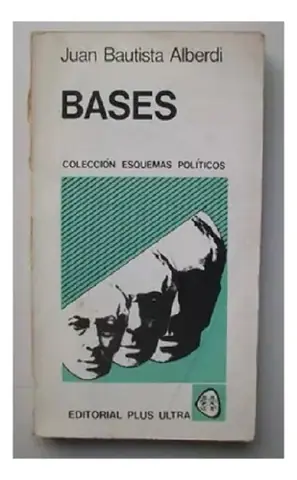 Juan Bautista Alberdi
BASES
COLECCIÓN ESQUEMAS POLÍTICOS
EDITORIAL PLUS ULTRA